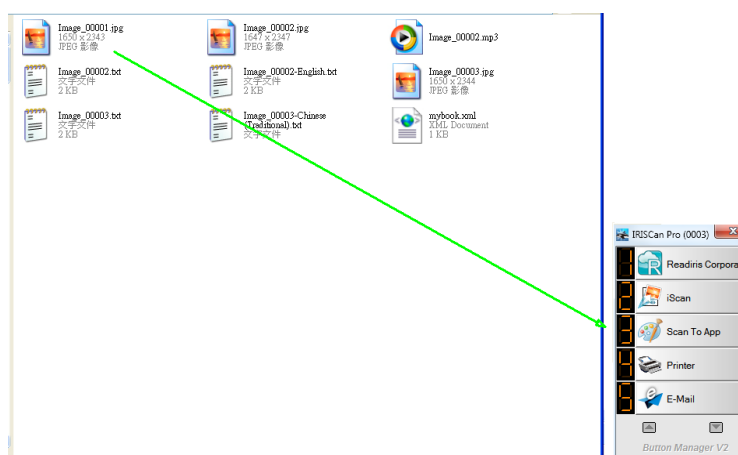 Image_00001.jpg
1650 x 2343
JPEG 影像
Image_00002.jpg
1647 x 2347
JPEG 影像
Image_00002.mp3
Image_00002.txt
文字文件
2 KB
Image_00002-English.txt
文字文件
2 KB
Image_00003.jpg
1650 x 2344
JPEG 影像
Image_00003.txt
文字文件
2 KB
Image_00003-Chinese
(Traditional).txt
文字文件
mybook.xml
XML Document
1 KB
IRIScan Pro (0003)
1 Readiris Corpora
2 iScan
3 Scan To App
4 Printer
5 E-Mail
Button Manager V2